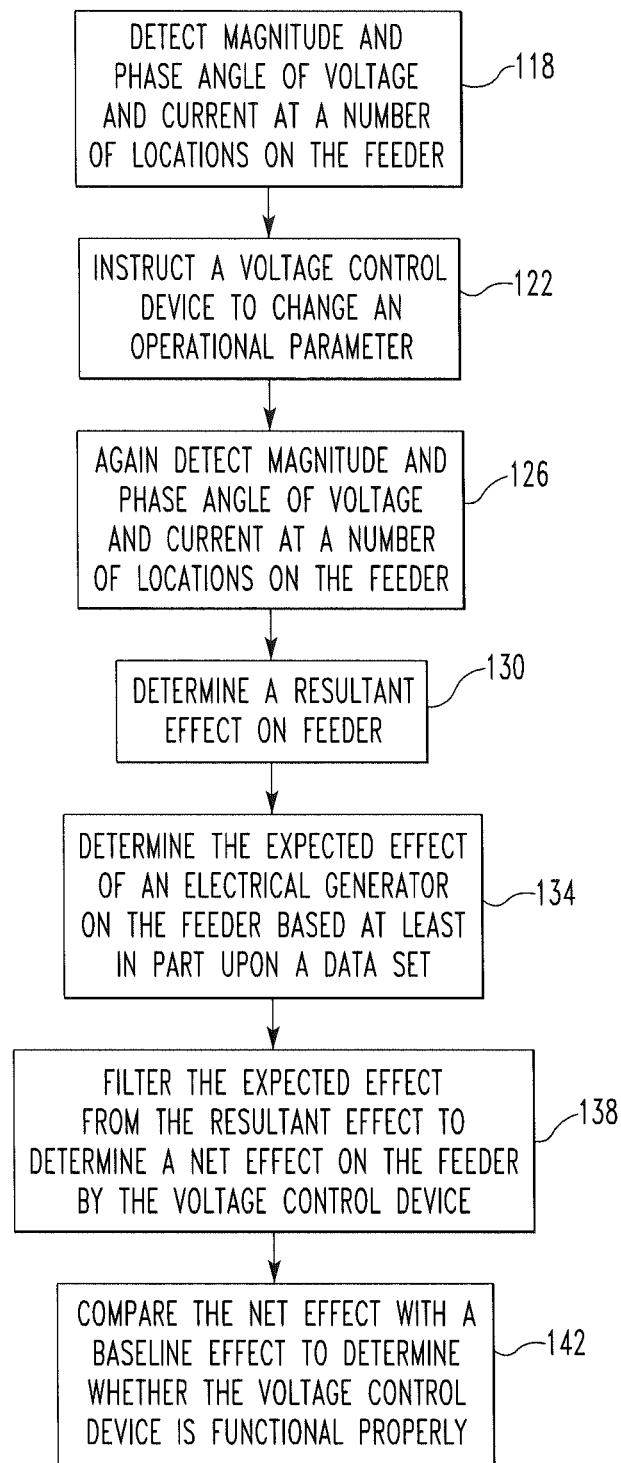 DETECT MAGNITUDE AND
PHASE ANGLE OF VOLTAGE
AND CURRENT AT A NUMBER
OF LOCATIONS ON THE FEEDER
118
INSTRUCT A VOLTAGE CONTROL
DEVICE TO CHANGE AN
OPERATIONAL PARAMETER
122
AGAIN DETECT MAGNITUDE AND
PHASE ANGLE OF VOLTAGE
AND CURRENT AT A NUMBER
OF LOCATIONS ON THE FEEDER
126
DETERMINE A RESULTANT
EFFECT ON FEEDER
130
DETERMINE THE EXPECTED EFFECT
OF AN ELECTRICAL GENERATOR
ON THE FEEDER BASED AT LEAST
IN PART UPON A DATA SET
134
FILTER THE EXPECTED EFFECT
FROM THE RESULTANT EFFECT TO
DETERMINE A NET EFFECT ON THE FEEDER
BY THE VOLTAGE CONTROL DEVICE
138
COMPARE THE NET EFFECT WITH A
BASELINE EFFECT TO DETERMINE
WHETHER THE VOLTAGE CONTROL
DEVICE IS FUNCTIONAL PROPERLY
142